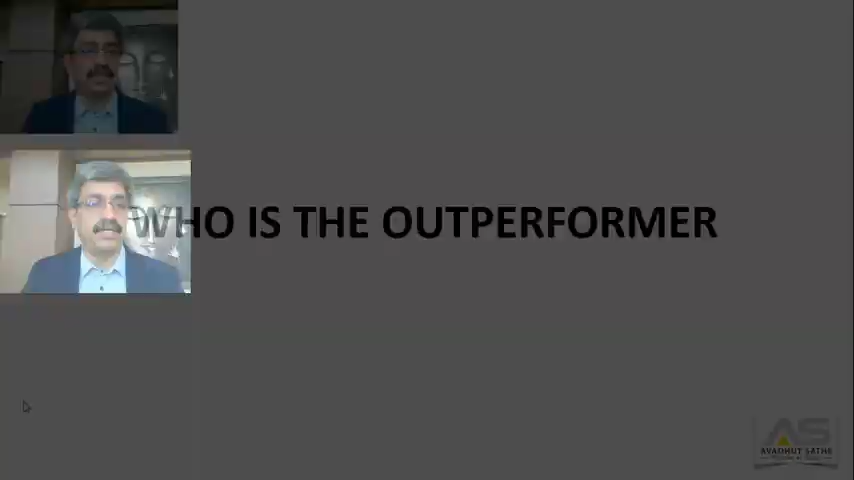 WHO IS THE OUTPERFORMER
AS
AVADHUT SATHE